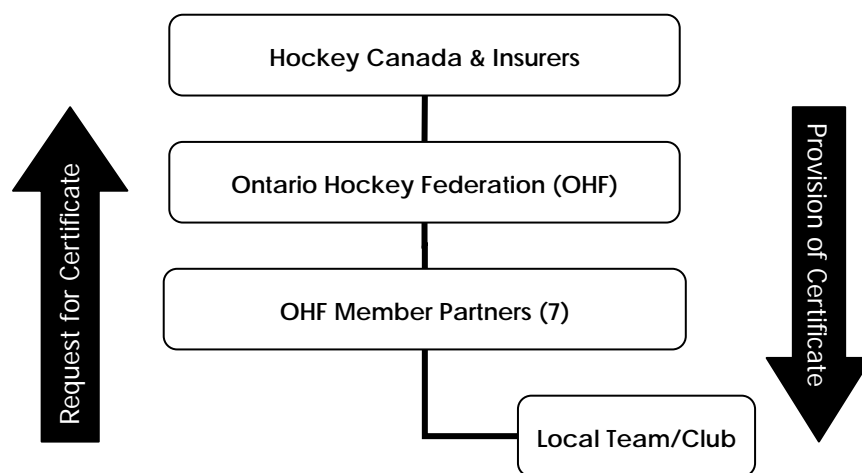 Hockey Canada & Insurers
Request for Certificate
Provision of Certificate
Ontario Hockey Federation (OHF)
OHF Member Partners (7)
Local Team/Club